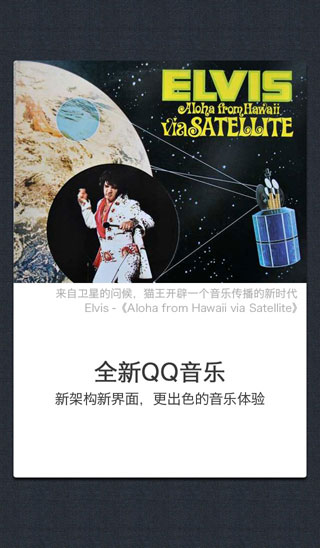 ELVIS
Aloha from Hawaii
via SATELLITE
来自卫星的问候，猫王开辟一个音乐传播的新时代
Elvis -《Aloha from Hawaii via Satellite》
全新QQ音乐
新架构新界面，更出色的音乐体验